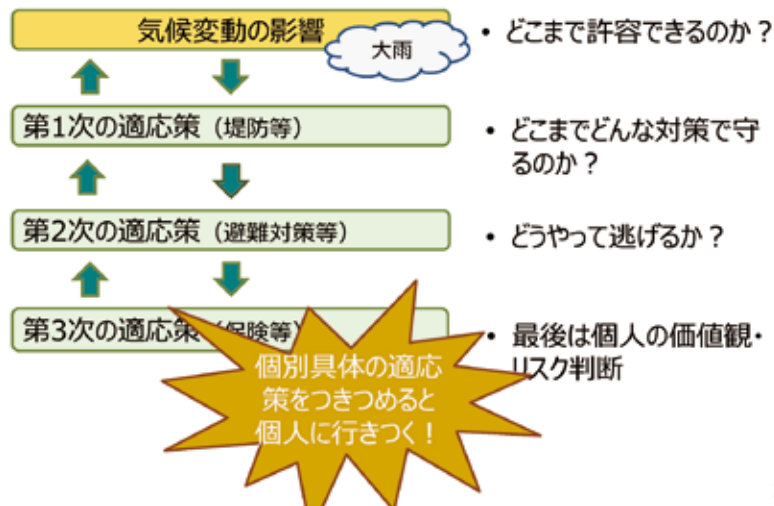 気候変動の影響
大雨
• どこまで許容できるのか？
第1次の適応策（堤防等）
• どこまでどんな対策で守
るのか？
第2次の適応策（避難対策等）
• どうやって逃げるか？
第3次の適応策（保険等）
• 最後は個人の価値観・
リスク判断
個別具体の適応
策をつきつめると
個人に行きつく！